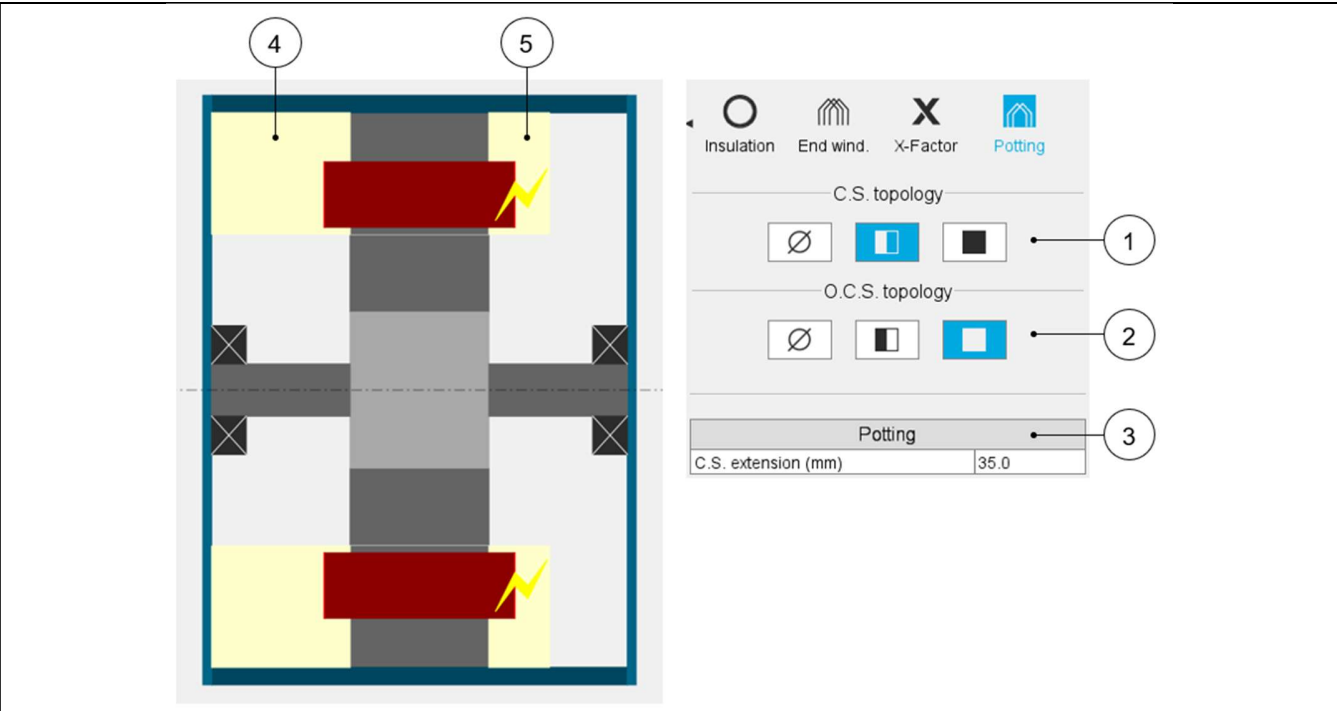 4
5
Insulation End wind. X-Factor Potting
C.S. topology
1
O.C.S. topology
2
Potting
3
C.S. extension (mm) 35.0